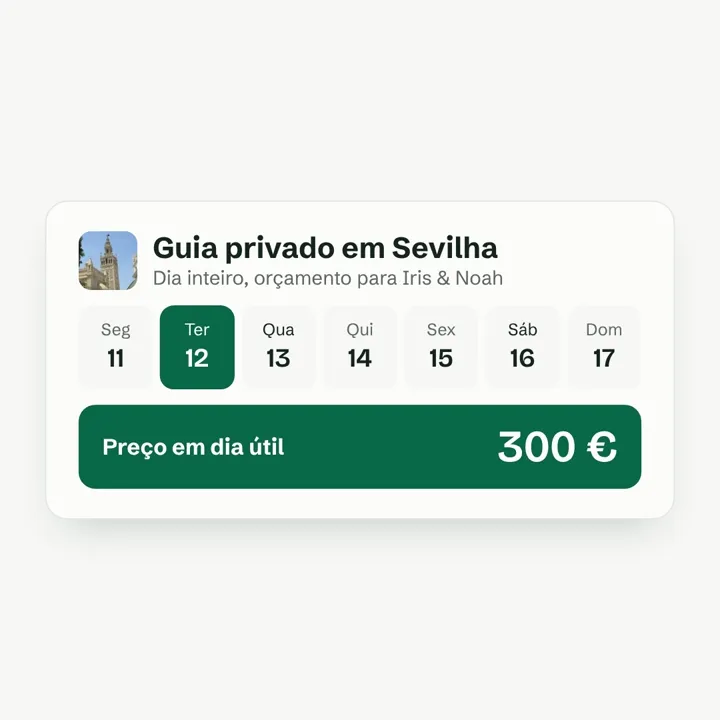 Guia privado em Sevilha
Dia inteiro, orçamento para Iris & Noah
Seg Ter Qua Qui Sex Sáb Dom
11 12 13 14 15 16 17
Preço em dia útil 300 €